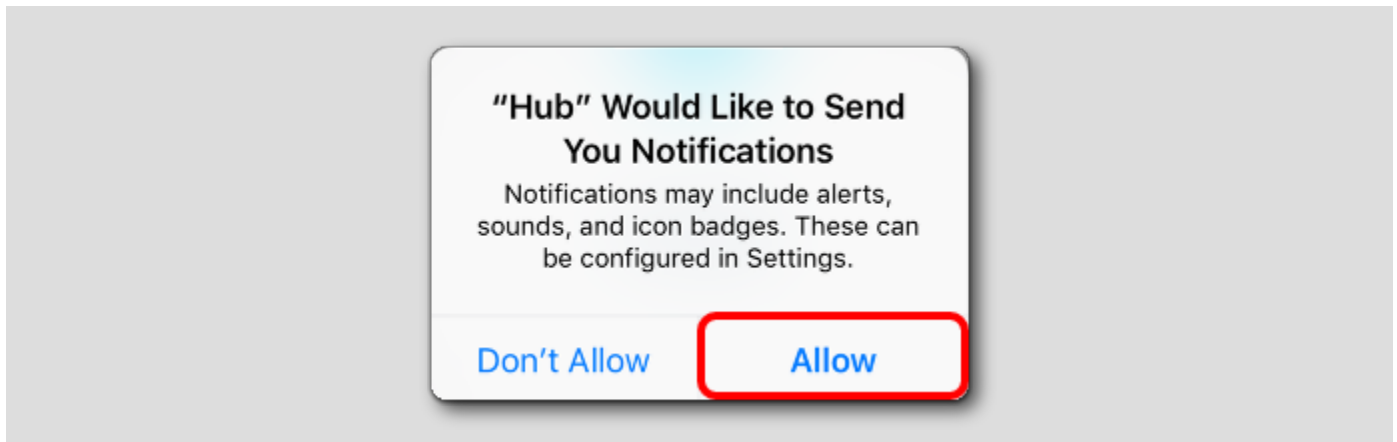 “Hub” Would Like to Send
You Notifications
Notifications may include alerts,
sounds, and icon badges. These can
be configured in Settings.
Don’t Allow
Allow